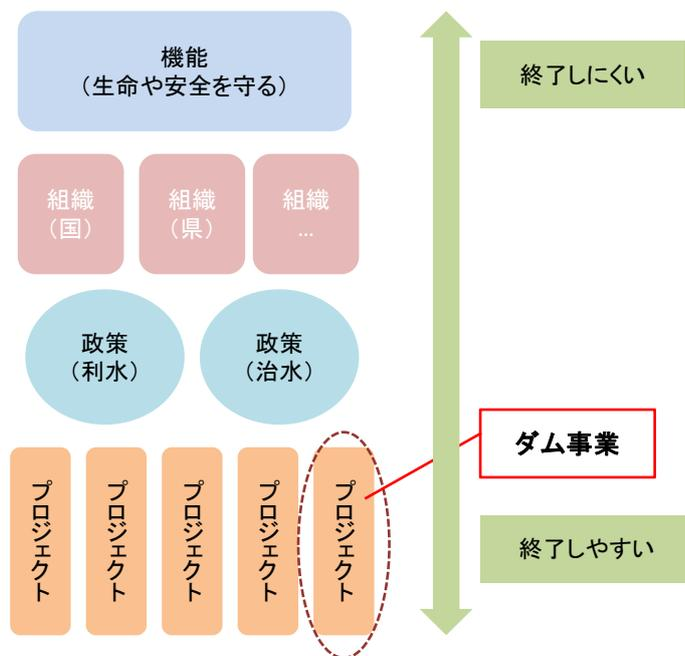 機能
（生命や安全を守る）
終了しにくい
組織
（国）
組織
（県）
組織
…
政策
（利水）
政策
（治水）
ダム事業
プロジェクト
プロジェクト
プロジェクト
プロジェクト
プロジェクト
終了しやすい